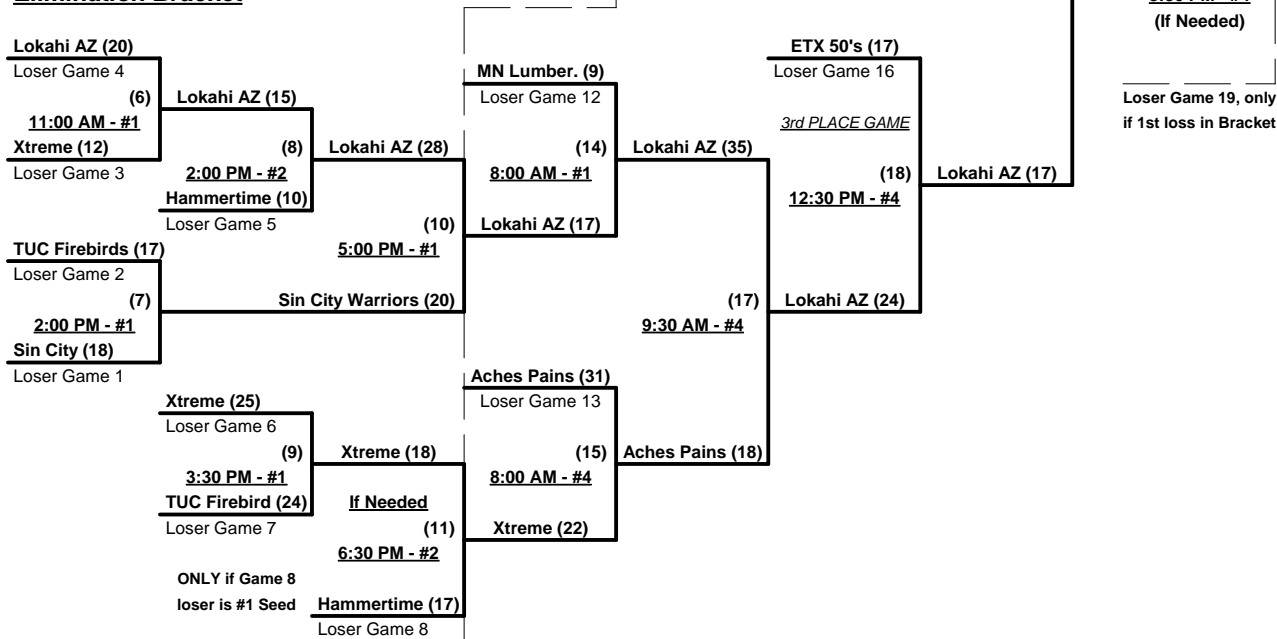 Elimination Bracket
(If Needed)
Loser Game 19, only
if 1st loss in Bracket
Lokahi AZ (20)
Loser Game 4
(6)
11:00 AM - #1
Xtreme (12)
Loser Game 3
Lokahi AZ (15)
(8)
2:00 PM - #2
Hammertime (10)
Loser Game 5
TUC Firebirds (17)
Loser Game 2
(7)
2:00 PM - #1
Sin City (18)
Loser Game 1
Lokahi AZ (28)
(10)
5:00 PM - #1
Sin City Warriors (20)
Xtreme (25)
Loser Game 6
(9)
3:30 PM - #1
TUC Firebird (24)
Loser Game 7
Xtreme (18)
If Needed
(11)
6:30 PM - #2
ONLY if Game 8
loser is #1 Seed
Hammertime (17)
Loser Game 8
MN Lumber. (9)
Loser Game 12
(14)
8:00 AM - #1
Lokahi AZ (17)
Aches Pains (31)
Loser Game 13
(15)
8:00 AM - #4
Xtreme (22)
Lokahi AZ (35)
(17)
9:30 AM - #4
Aches Pains (18)
ETX 50's (17)
Loser Game 16
3rd PLACE GAME
(18)
12:30 PM - #4
Lokahi AZ (24)
Lokahi AZ (17)